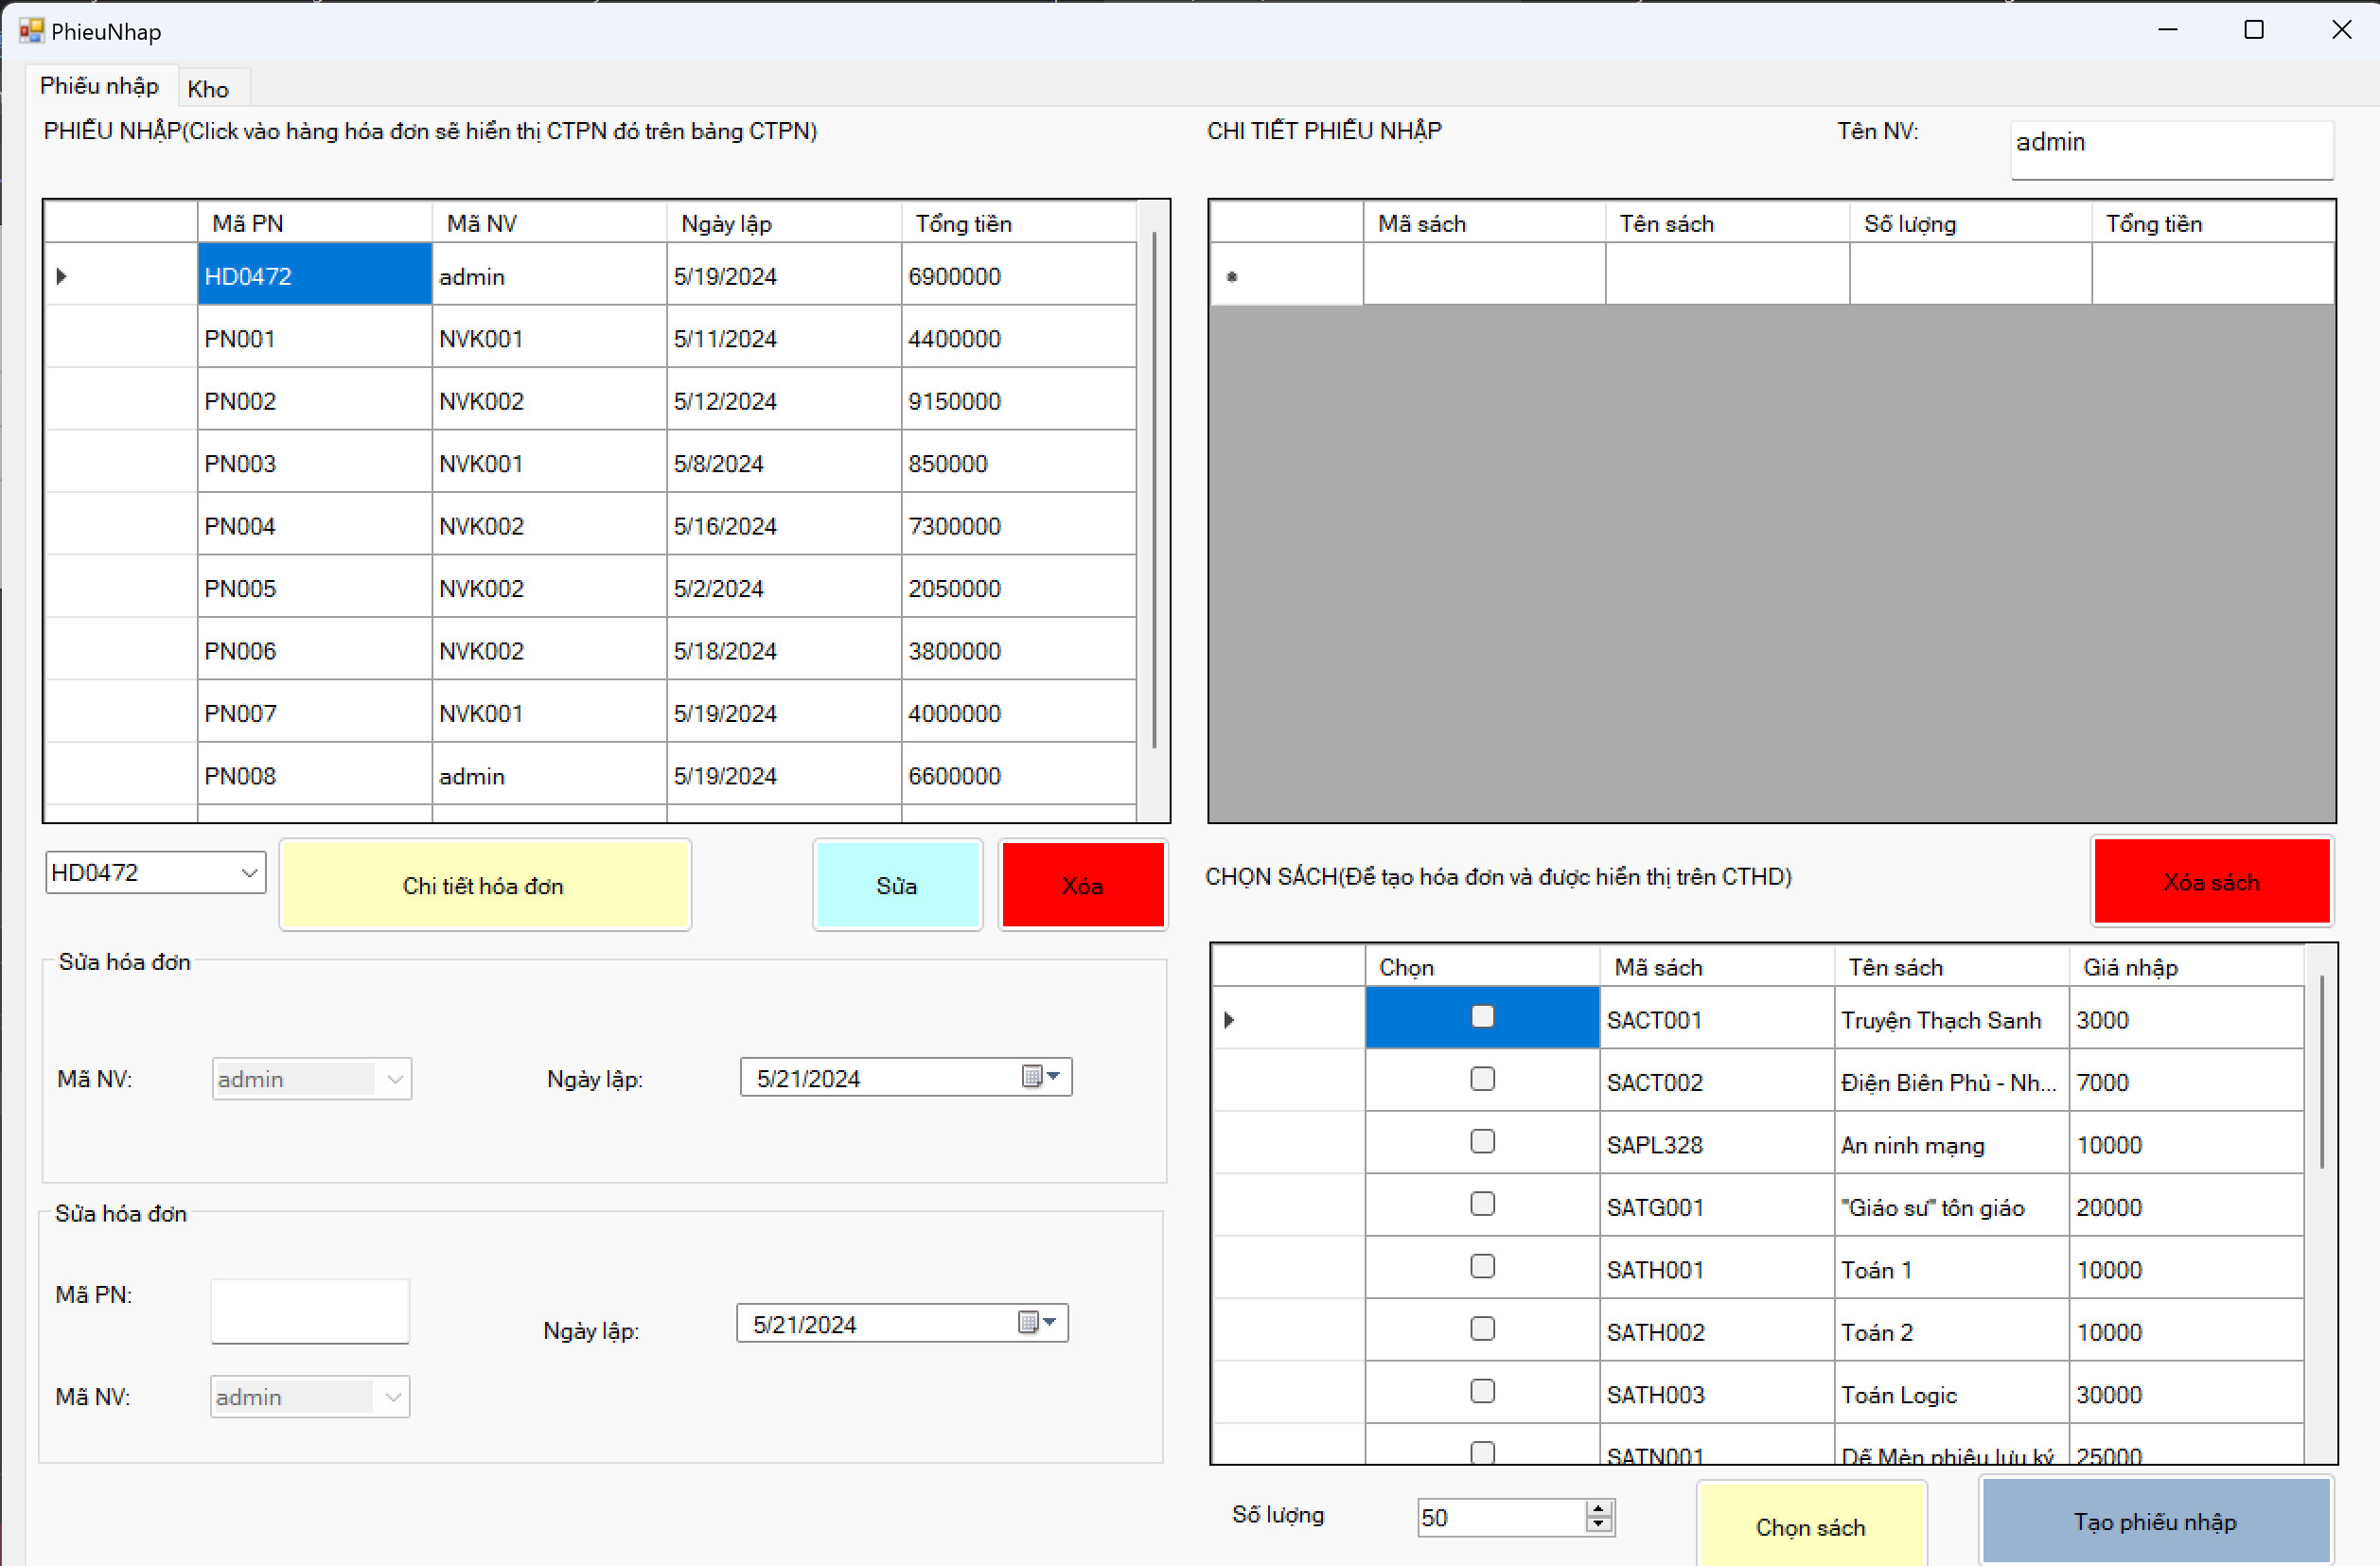 PhieuNhap
Phiếu nhập
Kho
PHIẾU NHẬP(Click vào hàng hóa đơn sẽ hiển thị CTPN đó trên bảng CTPN)
Mã PN Mã NV Ngày lập Tổng tiền
HD0472 admin 5/19/2024 6900000
PN001 NVK001 5/11/2024 4400000
PN002 NVK002 5/12/2024 9150000
PN003 NVK001 5/8/2024 850000
PN004 NVK002 5/16/2024 7300000
PN005 NVK002 5/2/2024 2050000
PN006 NVK002 5/18/2024 3800000
PN007 NVK001 5/19/2024 4000000
PN008 admin 5/19/2024 6600000
HD0472
Chi tiết hóa đơn
Sửa
Xóa
Sửa hóa đơn
Mã NV: admin Ngày lập: 5/21/2024
Sửa hóa đơn
Mã PN:
Ngày lập: 5/21/2024
Mã NV: admin
CHI TIẾT PHIẾU NHẬP
Tên NV: admin
Mã sách Tên sách Số lượng Tổng tiền
CHỌN SÁCH(Để tạo hóa đơn và được hiển thị trên CTHD)
Xóa sách
Chọn Mã sách Tên sách Giá nhập
SACT001 Truyện Thạch Sanh 3000
SACT002 Điện Biên Phủ - Nh... 7000
SAPL328 An ninh mạng 10000
SATG001 "Giáo sư" tôn giáo 20000
SATH001 Toán 1 10000
SATH002 Toán 2 10000
SATH003 Toán Logic 30000
SATN001 Dế Mèn phiêu lưu ký 25000
Số lượng 50
Chọn sách
Tạo phiếu nhập